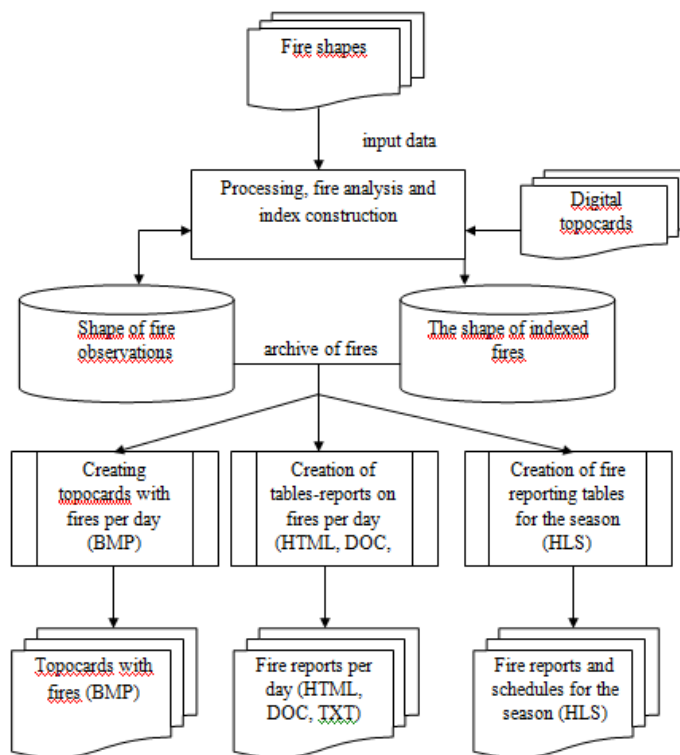 Fire shapes
input data
Processing, fire analysis and
index construction
Digital
topocards
Shape of fire
observations
The shape of indexed
fires
archive of fires
Creating
topocards with
fires per day
(BMP)
Creation of
tables-reports on
fires per day
(HTML, DOC,
Creation of fire
reporting tables
for the season
(HLS)
Topocards with
fires (BMP)
Fire reports per
day (HTML,
DOC, TXT)
Fire reports and
schedules for the
season (HLS)